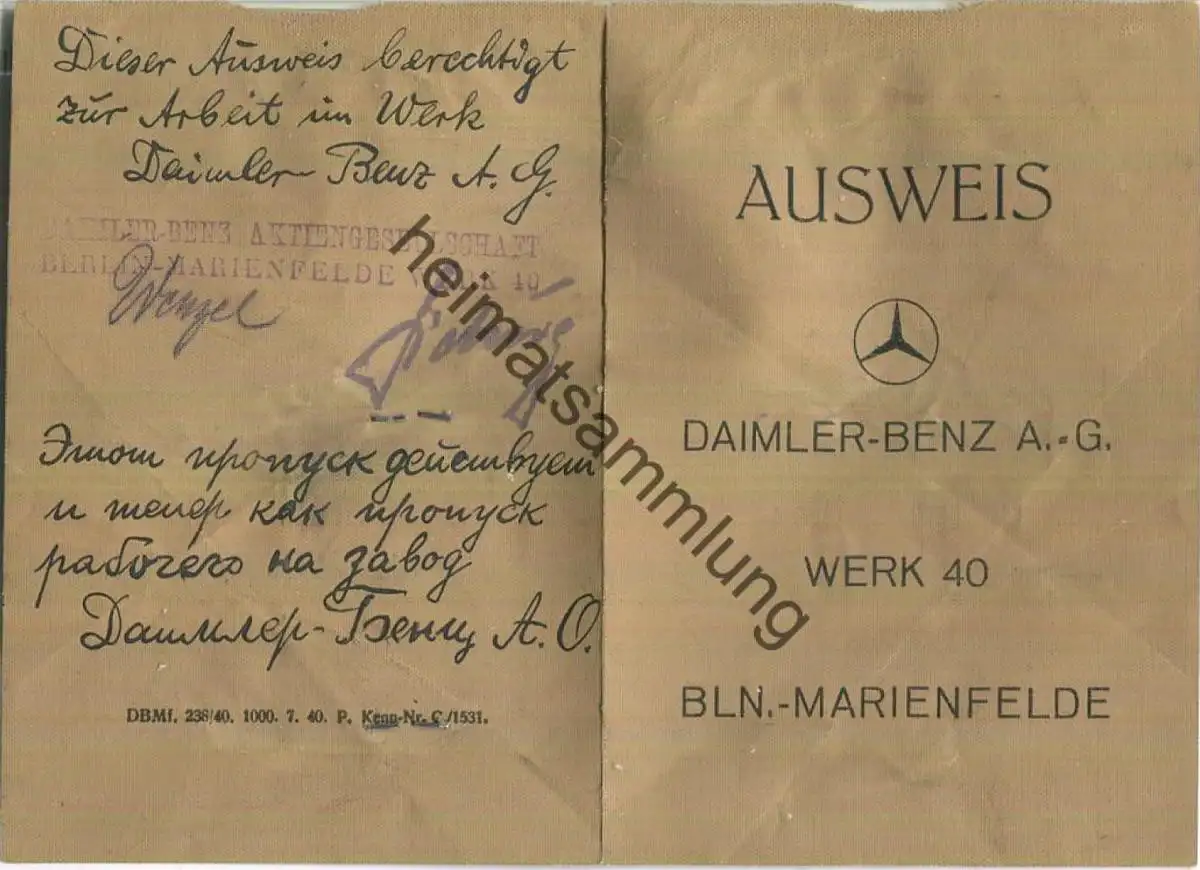 Dieser Ausweis berechtigt
zur Arbeit im Werk
Daimler-Benz A.G.
DAIMLER-BENZ AKTIENGESELLSCHAFT
BERLIN-MARIENFELDE WERK 40
Wenzel
Этот пропуск действует
и тепер как пропуск
рабочего на завод
Даимлер-Бенц А.О.
DBMf. 238/40. 1000. 7. 40. P. Kenn-Nr. C/1531.
AUSWEIS
DAIMLER-BENZ A.-G.
WERK 40
BLN.-MARIENFELDE
heimatsammlung